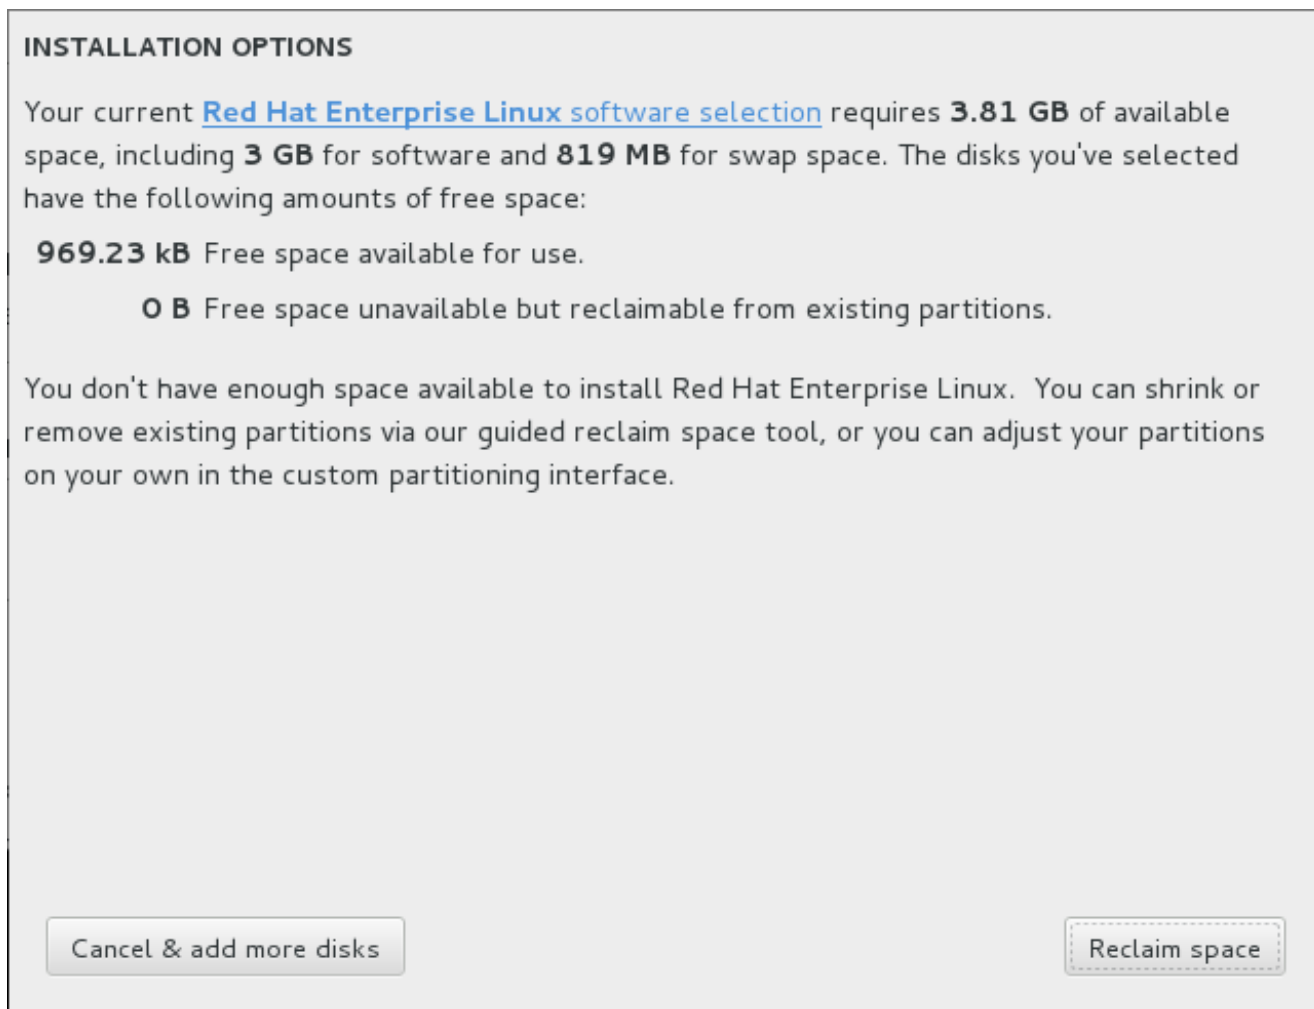 INSTALLATION OPTIONS
Your current Red Hat Enterprise Linux software selection requires 3.81 GB of available
space, including 3 GB for software and 819 MB for swap space. The disks you've selected
have the following amounts of free space:
969.23 kB Free space available for use.
0 B Free space unavailable but reclaimable from existing partitions.
You don't have enough space available to install Red Hat Enterprise Linux.  You can shrink or
remove existing partitions via our guided reclaim space tool, or you can adjust your partitions
on your own in the custom partitioning interface.
Cancel & add more disks
Reclaim space